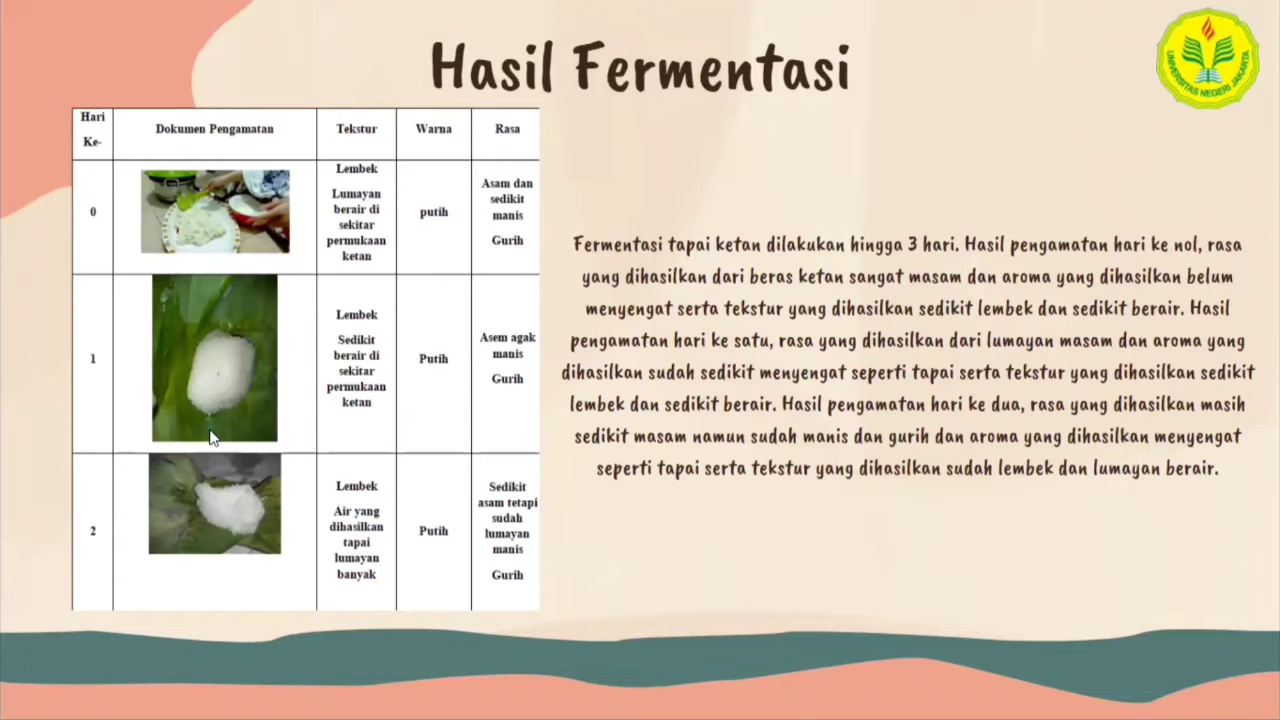 Hasil Fermentasi
UNIVERSITAS NEGERI JAKARTA
Hari
Ke-
Dokumen Pengamatan
Tekstur
Warna
Rasa
0
Lembek
Lumayan
berair di
sekitar
permukaan
ketan
putih
Asam dan
sedikit
manis
Gurih
1
Lembek
Sedikit
berair di
sekitar
permukaan
ketan
Putih
Asem agak
manis
Gurih
2
Lembek
Air yang
dihasilkan
tapai
lumayan
banyak
Putih
Sedikit
asam tetapi
sudah
lumayan
manis
Gurih
Fermentasi tapai ketan dilakukan hingga 3 hari. Hasil pengamatan hari ke nol, rasa
yang dihasilkan dari beras ketan sangat masam dan aroma yang dihasilkan belum
menyengat serta tekstur yang dihasilkan sedikit lembek dan sedikit berair. Hasil
pengamatan hari ke satu, rasa yang dihasilkan dari lumayan masam dan aroma yang
dihasilkan sudah sedikit menyengat seperti tapai serta tekstur yang dihasilkan sedikit
lembek dan sedikit berair. Hasil pengamatan hari ke dua, rasa yang dihasilkan masih
sedikit masam namun sudah manis dan gurih dan aroma yang dihasilkan menyengat
seperti tapai serta tekstur yang dihasilkan sudah lembek dan lumayan berair.